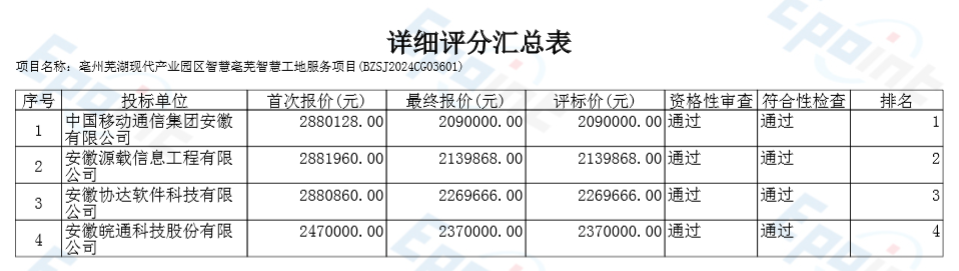 详细评分汇总表
项目名称：亳州芜湖现代产业园区智慧亳芜智慧工地服务项目(BZSJ2024CG03601)
序号 投标单位 首次报价(元) 最终报价(元) 评标价(元) 资格性审查 符合性检查 排名
1 中国移动通信集团安徽有限公司 2880128.00 2090000.00 2090000.00 通过 通过 1
2 安徽源载信息工程有限公司 2881960.00 2139868.00 2139868.00 通过 通过 2
3 安徽协达软件科技有限公司 2880860.00 2269666.00 2269666.00 通过 通过 3
4 安徽皖通科技股份有限公司 2470000.00 2370000.00 2370000.00 通过 通过 4
Epoint